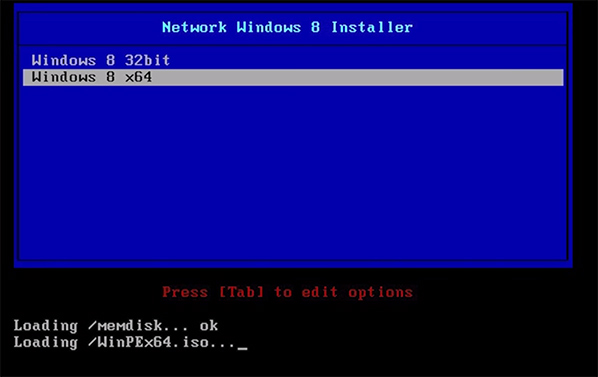 Network Windows 8 Installer
Windows 8 32bit
Windows 8 x64
Press [Tab] to edit options
Loading /memdisk... ok
Loading /WinPEx64.iso..._